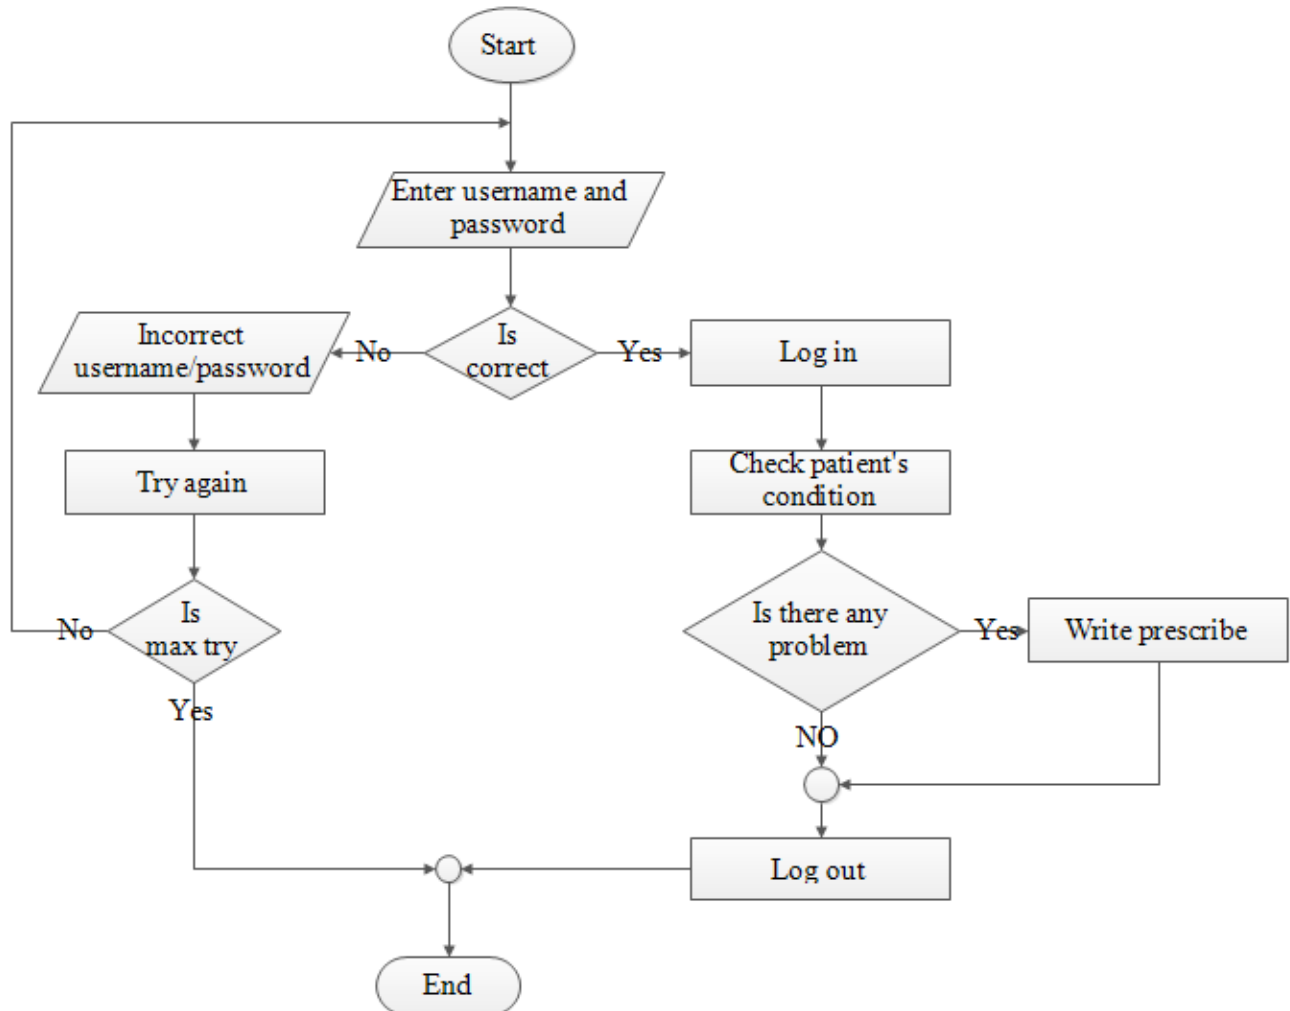 Start
Enter username and
password
Is
correct
No
Yes
Incorrect
username/password
Log in
Try again
Check patient's
condition
Is
max try
No
Yes
Is there any
problem
Yes
Write prescribe
NO
Log out
End